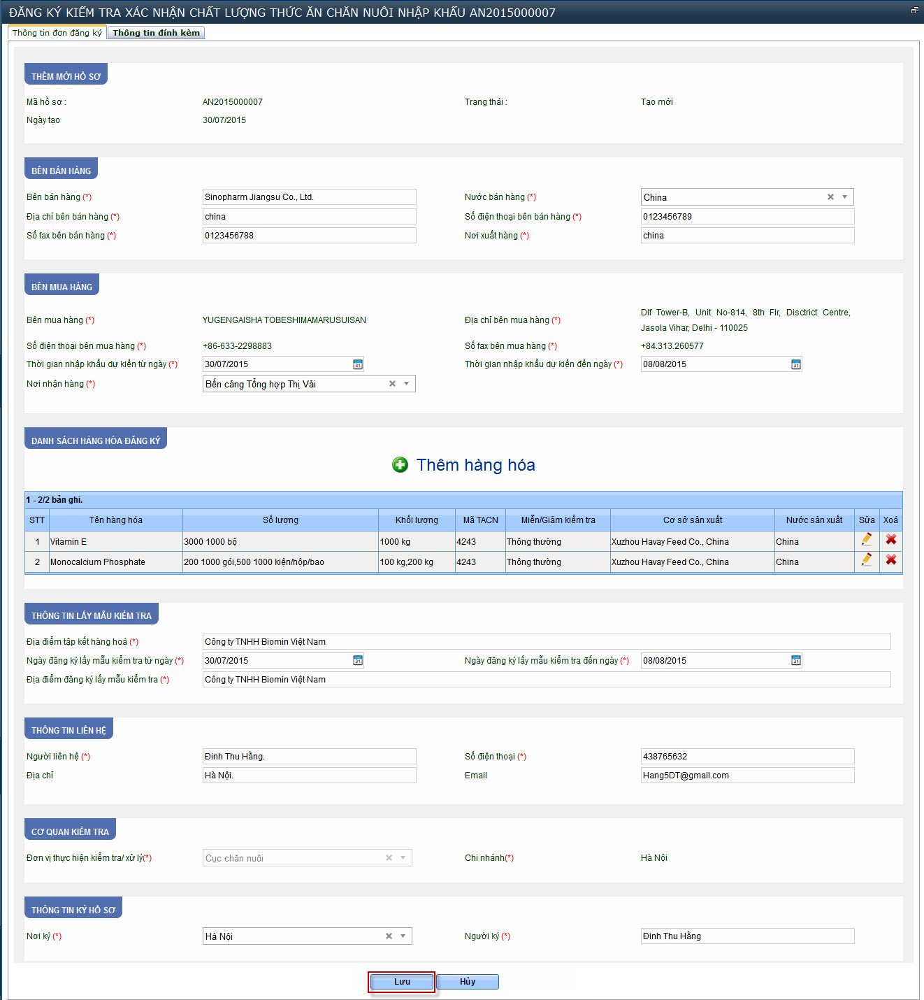 ĐĂNG KÝ KIỂM TRA XÁC NHẬN CHẤT LƯỢNG THỨC ĂN CHĂN NUÔI NHẬP KHẨU AN2015000007
Thông tin đơn đăng ký Thông tin đính kèm
THÊM MỚI HỒ SƠ
Mã hồ sơ : AN2015000007 Trạng thái : Tạo mới
Ngày tạo 30/07/2015
BÊN BÁN HÀNG
Bên bán hàng (*) Sinopharm Jiangsu Co., Ltd. Nước bán hàng (*) China
Địa chỉ bên bán hàng (*) china Số điện thoại bên bán hàng (*) 0123456789
Số fax bên bán hàng (*) 0123456788 Nơi xuất hàng (*) china
BÊN MUA HÀNG
Bên mua hàng (*) YUGENGAISHA TOBESHIMAMARUSUISAN Địa chỉ bên mua hàng (*) Dlf Tower-B, Unit No-814, 8th Flr, Disctrict Centre,
Jasola Vihar, Delhi - 110025
Số điện thoại bên mua hàng (*) +86-633-2298883 Số fax bên mua hàng (*) +84.313.260577
Thời gian nhập khẩu dự kiến từ ngày (*) 30/07/2015 Thời gian nhập khẩu dự kiến đến ngày (*) 08/08/2015
Nơi nhận hàng (*) Bến cảng Tổng hợp Thị Vải
DANH SÁCH HÀNG HÓA ĐĂNG KÝ
Thêm hàng hóa
1 - 2/2 bản ghi.
STT Tên hàng hóa Số lượng Khối lượng Mã TACN Miễn/Giảm kiểm tra Cơ sở sản xuất Nước sản xuất Sửa Xoá
1 Vitamin E 3000 1000 bộ 1000 kg 4243 Thông thường Xuzhou Havay Feed Co., China China
2 Monocalcium Phosphate 200 1000 gói,500 1000 kiện/hộp/bao 100 kg,200 kg 4243 Thông thường Xuzhou Havay Feed Co., China China
THÔNG TIN LẤY MẪU KIỂM TRA
Địa điểm tập kết hàng hoá (*) Công ty TNHH Biomin Việt Nam
Ngày đăng ký lấy mẫu kiểm tra từ ngày (*) 30/07/2015 Ngày đăng ký lấy mẫu kiểm tra đến ngày (*) 08/08/2015
Địa điểm đăng ký lấy mẫu kiểm tra (*) Công ty TNHH Biomin Việt Nam
THÔNG TIN LIÊN HỆ
Người liên hệ (*) Đinh Thu Hằng. Số điện thoại (*) 438765632
Địa chỉ Hà Nội. Email Hang5DT@gmail.com
CƠ QUAN KIỂM TRA
Đơn vị thực hiện kiểm tra/ xử lý(*) Cục chăn nuôi Chi nhánh(*) Hà Nội
THÔNG TIN KÝ HỒ SƠ
Nơi ký (*) Hà Nội Người ký (*) Đinh Thu Hằng
Lưu Hủy